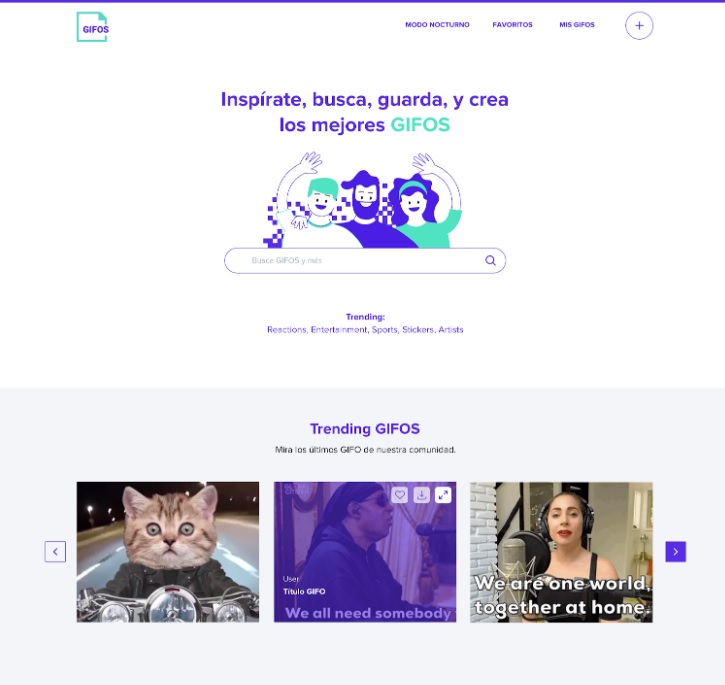 GIFOS
MODO NOCTURNO
FAVORITOS
MIS GIFOS
Inspírate, busca, guarda, y crea
los mejores GIFOS
Busca GIFOS y más
Trending:
Reactions, Entertainment, Sports, Stickers, Artists
Trending GIFOS
Mira los últimos GIFO de nuestra comunidad.
User
Título GIFO
We all need somebody
We are one world,
together at home.